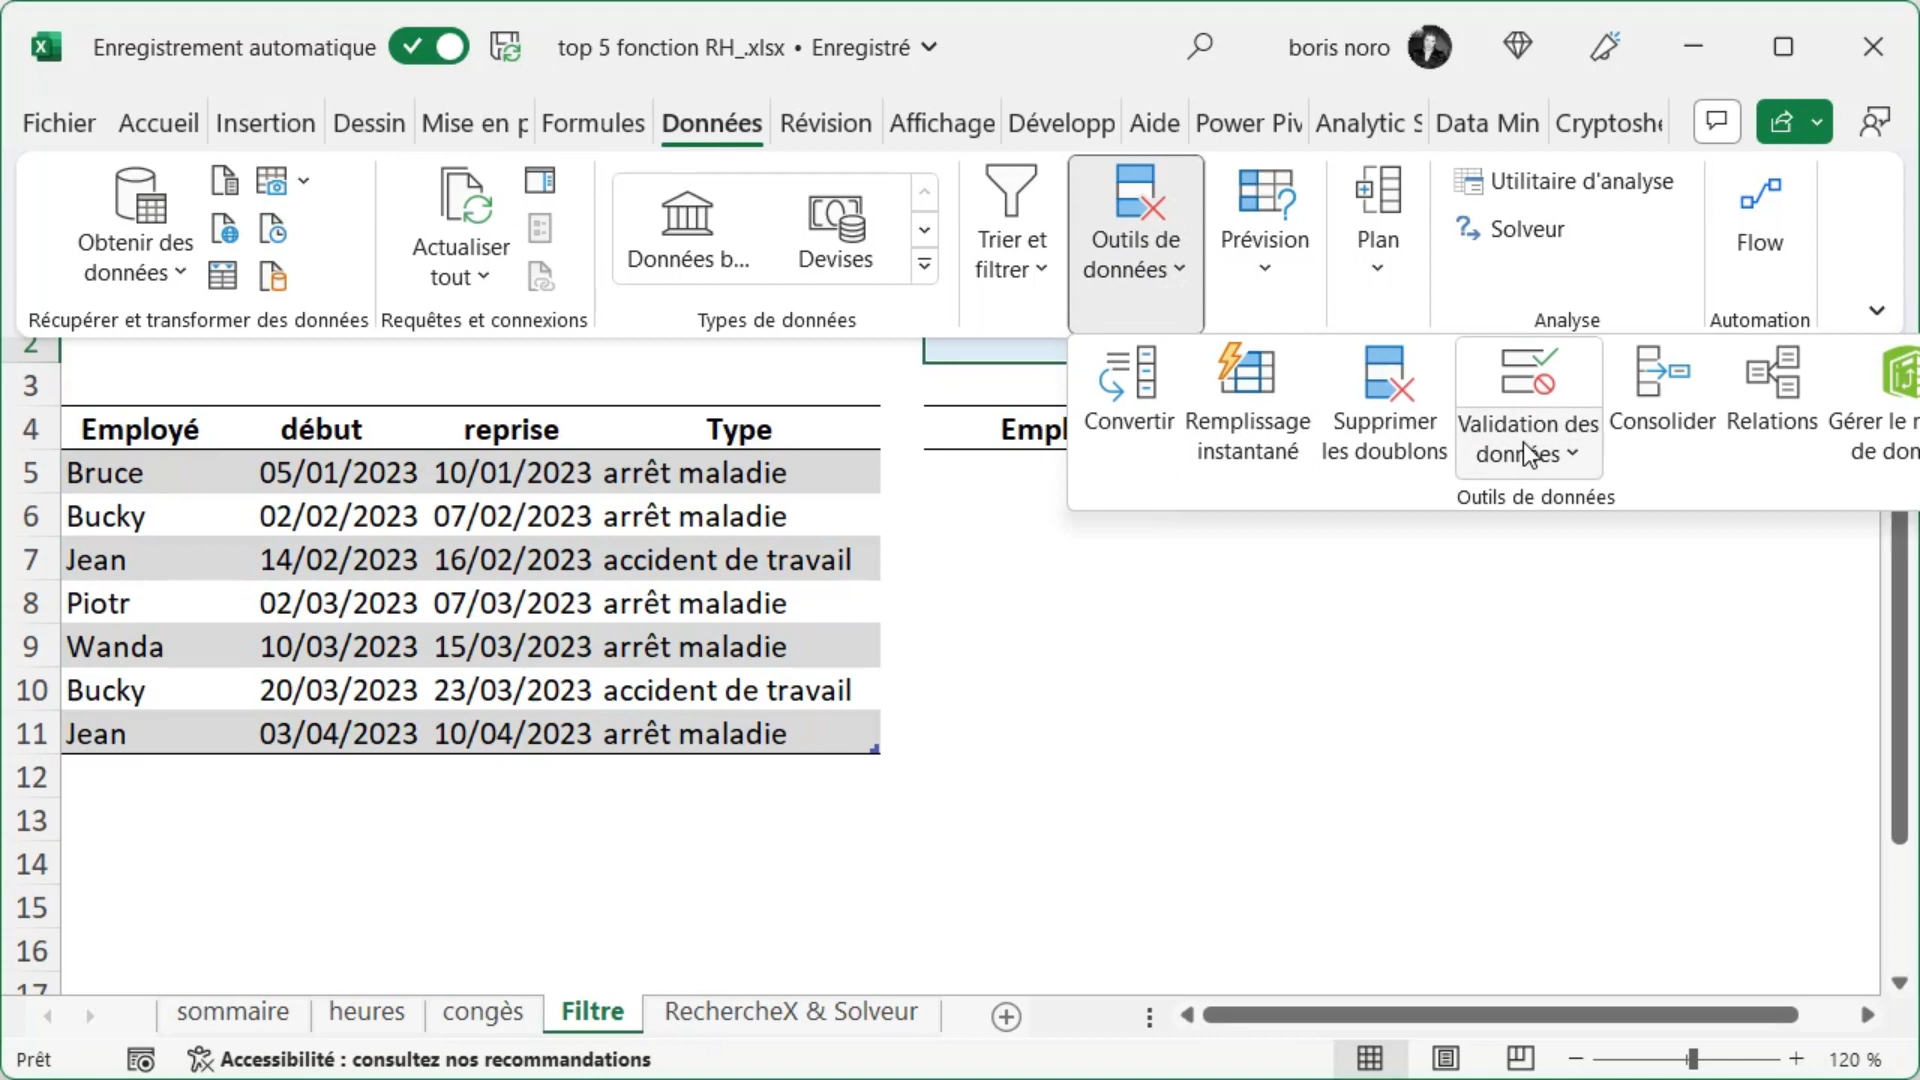 Enregistrement automatique
top 5 fonction RH_.xlsx • Enregistré
boris noro
Fichier Accueil Insertion Dessin Mise en p Formules Données Révision Affichage Développ Aide Power Piv Analytic S Data Min Cryptosh
Obtenir des
données
Récupérer et transformer des données
Actualiser
tout
Requêtes et connexions
Données b...
Devises
Types de données
Trier et
filtrer
Outils de
données
Prévision
Plan
Utilitaire d'analyse
Solveur
Analyse
Flow
Automation
Convertir
Remplissage
instantané
Supprimer
les doublons
Validation des
données
Consolider
Relations
Gérer le
de don
Outils de données
2
3
4 Employé début reprise Type Empl
5 Bruce 05/01/2023 10/01/2023 arrêt maladie
6 Bucky 02/02/2023 07/02/2023 arrêt maladie
7 Jean 14/02/2023 16/02/2023 accident de travail
8 Piotr 02/03/2023 07/03/2023 arrêt maladie
9 Wanda 10/03/2023 15/03/2023 arrêt maladie
10 Bucky 20/03/2023 23/03/2023 accident de travail
11 Jean 03/04/2023 10/04/2023 arrêt maladie
12
13
14
15
16
17
sommaire heures congès Filtre RechercheX & Solveur
Prêt
Accessibilité : consultez nos recommandations
120 %